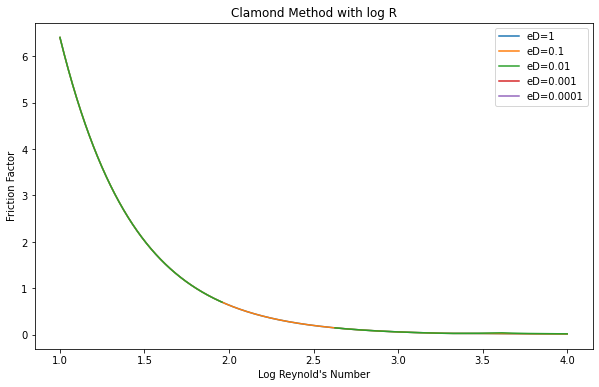 Clamond Method with log R
eD=1
eD=0.1
eD=0.01
eD=0.001
eD=0.0001
Friction Factor
6
5
4
3
2
1
0
1.0 1.5 2.0 2.5 3.0 3.5 4.0
Log Reynold's Number